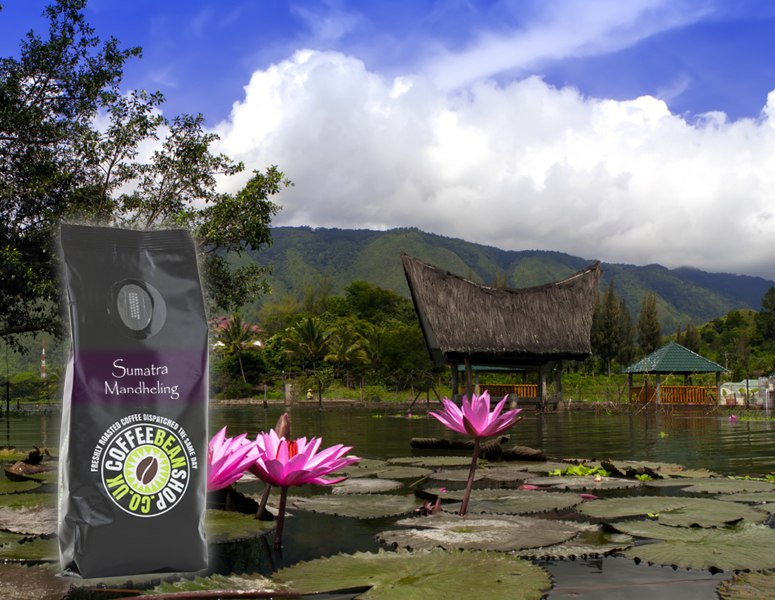 Sumatra
Mandheling
FRESHLY ROASTED COFFEE DISPATCHED THE SAME DAY
COFFEEBEANSHOP.CO.UK